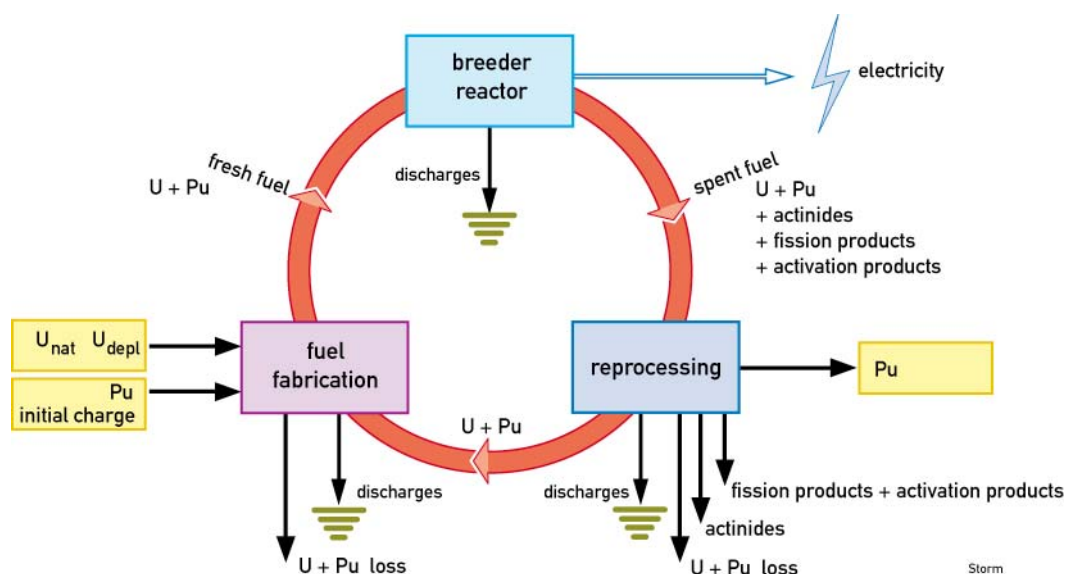 breeder
reactor
electricity
discharges
fresh fuel
U + Pu
spent fuel
U + Pu
+ actinides
+ fission products
+ activation products
Unat Udepl
Pu
initial charge
fuel
fabrication
reprocessing
Pu
U + Pu
discharges
discharges
fission products + activation products
actinides
U + Pu loss
U + Pu loss
Storm